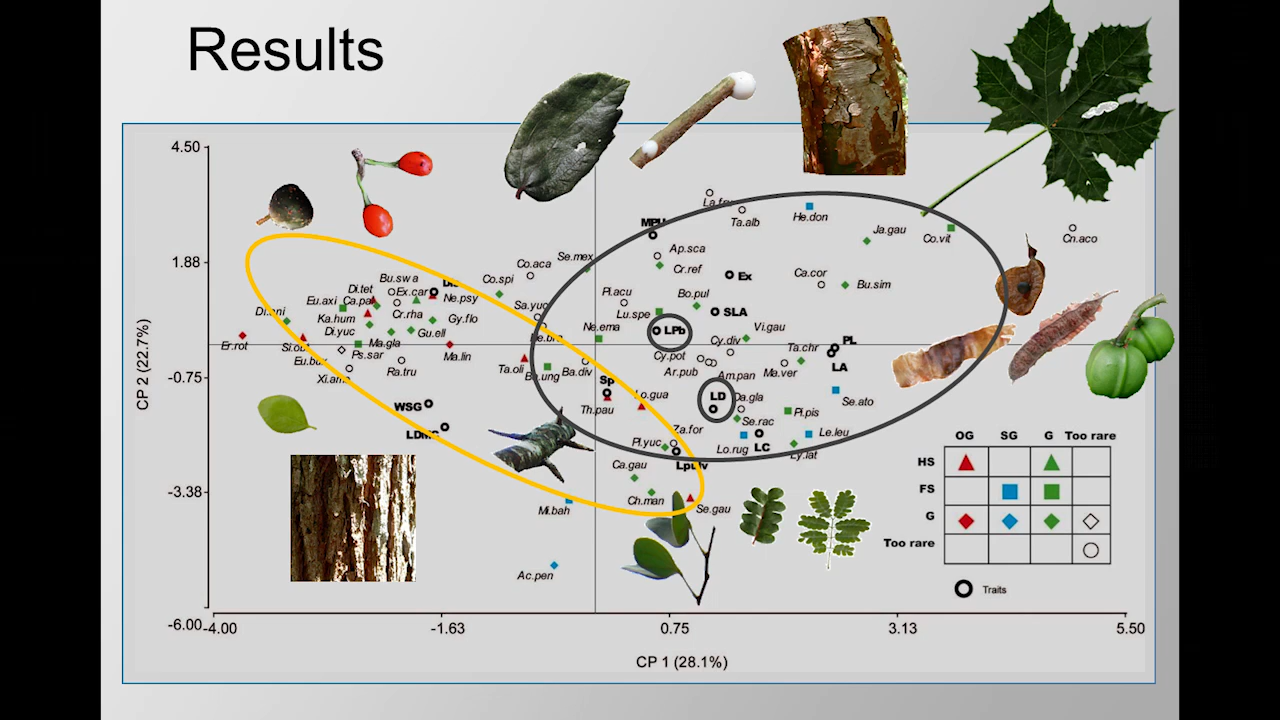 Results
4.50
1.88
-0.75
-3.38
-6.00
-4.00
-1.63
0.75
3.13
5.50
CP 2 (22.7%)
CP 1 (28.1%)
La.fru
Ta.alb
He.don
MPU
Ja.gau
Co.vit
Cn.aco
Ap.sca
Se.mex
Co.aca
Cr.ref
Ex
Ca.cor
Bu.sim
Bu.swa
Co.spi
Di.tet
Ex.car
Ne.psy
Pl.acu
Bo.pul
Eu.axi
Ca.pa
Sa.yuc
Ka.hum
Cr.rha
Gy.flo
Lu.spe
SLA
Di.yuc
Gu.ell
Ne.ema
LPb
Vi.gau
Er.rot
Ma.gla
Cy.div
PL
Ps.sar
Ma.lin
Cy.pot
Ta.chr
Xi.ame
Ra.tru
Ta.oli
Ba.div
Ar.pub
Am.pan
Ma.ver
LA
Sp
WSG
Th.pau
Lo.gua
LD
Se.ato
Pl.pis
LDMC
Za.for
Se.rac
Le.leu
Pl.yuc
Lo.rug
LC
Ly.lat
Ca.gau
Lpulv
Mi.bah
Ch.man
Se.gau
Ac.pen
OG SG G Too rare
HS
FS
G
Too rare
Traits